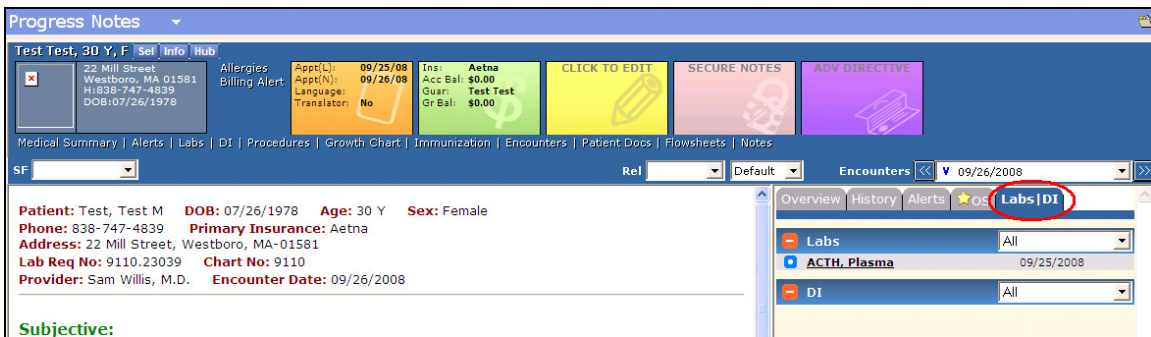 Progress Notes
Test Test, 30 Y, F Sel Info Hub
22 Mill Street
Westboro, MA 01581
H:838-747-4839
DOB:07/26/1978
Allergies
Billing Alert
Appt(L): 09/25/08
Appt(N): 09/26/08
Language:
Translator: No
Ins: Aetna
Acc Bal: $0.00
Guar: Test Test
Gr Bal: $0.00
CLICK TO EDIT
SECURE NOTES
ADV DIRECTIVE
Medical Summary | Alerts | Labs | DI | Procedures | Growth Chart | Immunization | Encounters | Patient Docs | Flowsheets | Notes
SF Rel Default Encounters << V 09/26/2008 >>
Patient: Test, Test M DOB: 07/26/1978 Age: 30 Y Sex: Female
Phone: 838-747-4839 Primary Insurance: Aetna
Address: 22 Mill Street, Westboro, MA-01581
Lab Req No: 9110.23039 Chart No: 9110
Provider: Sam Willis, M.D. Encounter Date: 09/26/2008
Subjective:
Overview History Alerts OS Labs|DI
Labs All
ACTH, Plasma 09/25/2008
DI All